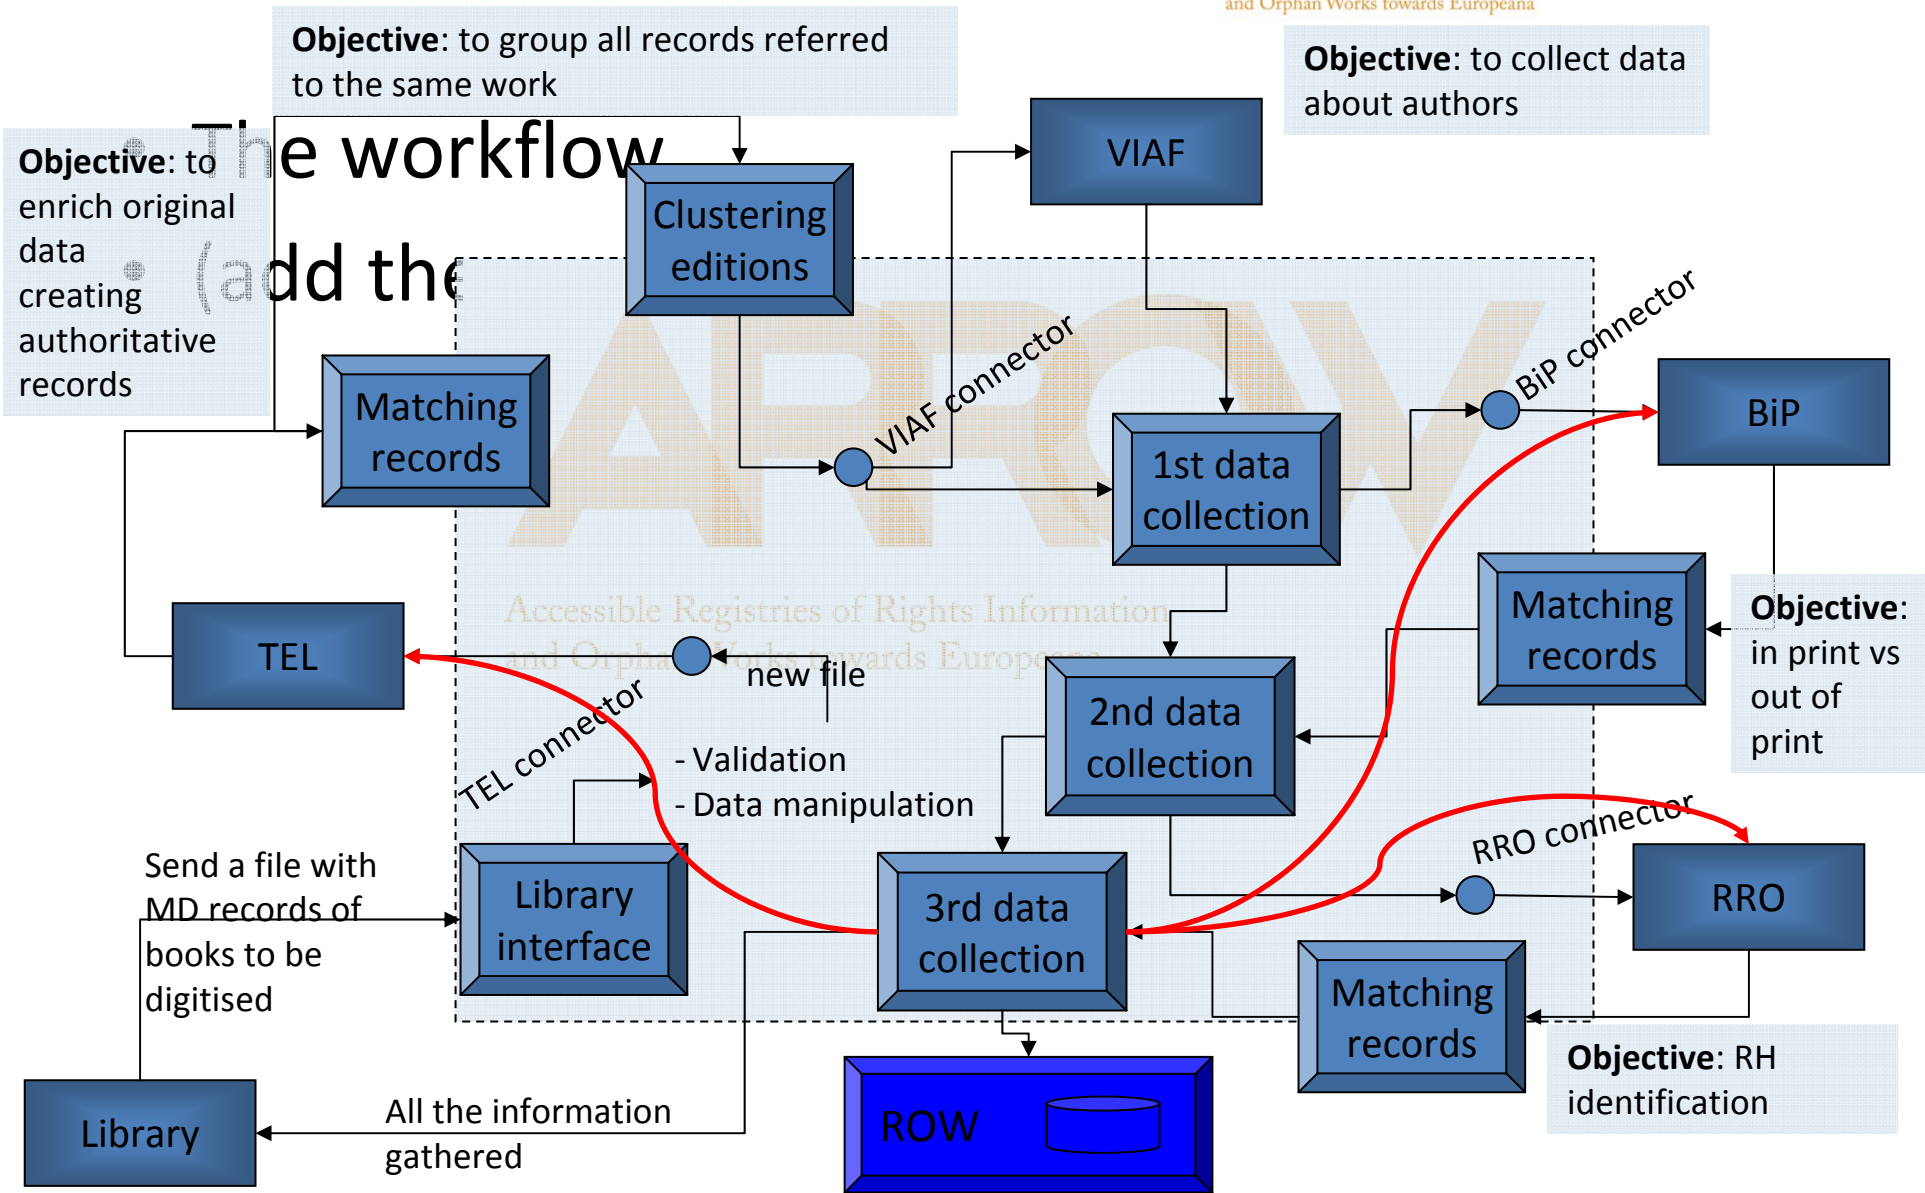 and Orphan Works towards Europeana
Objective: to group all records referred
to the same work
Objective: to collect data
about authors
• The workflow
• (add the
Objective: to
enrich original
data
creating
authoritative
records
VIAF
Clustering
editions
ARROW
Accessible Registries of Rights Information
and Orphan Works towards Europeana
Matching
records
VIAF connector
BiP connector
BiP
1st data
collection
Matching
records
Objective:
in print vs
out of
print
TEL
new file
TEL connector
2nd data
collection
- Validation
- Data manipulation
RRO connector
Send a file with
MD records of
books to be
digitised
Library
interface
3rd data
collection
RRO
Matching
records
Objective: RH
identification
Library
All the information
gathered
ROW